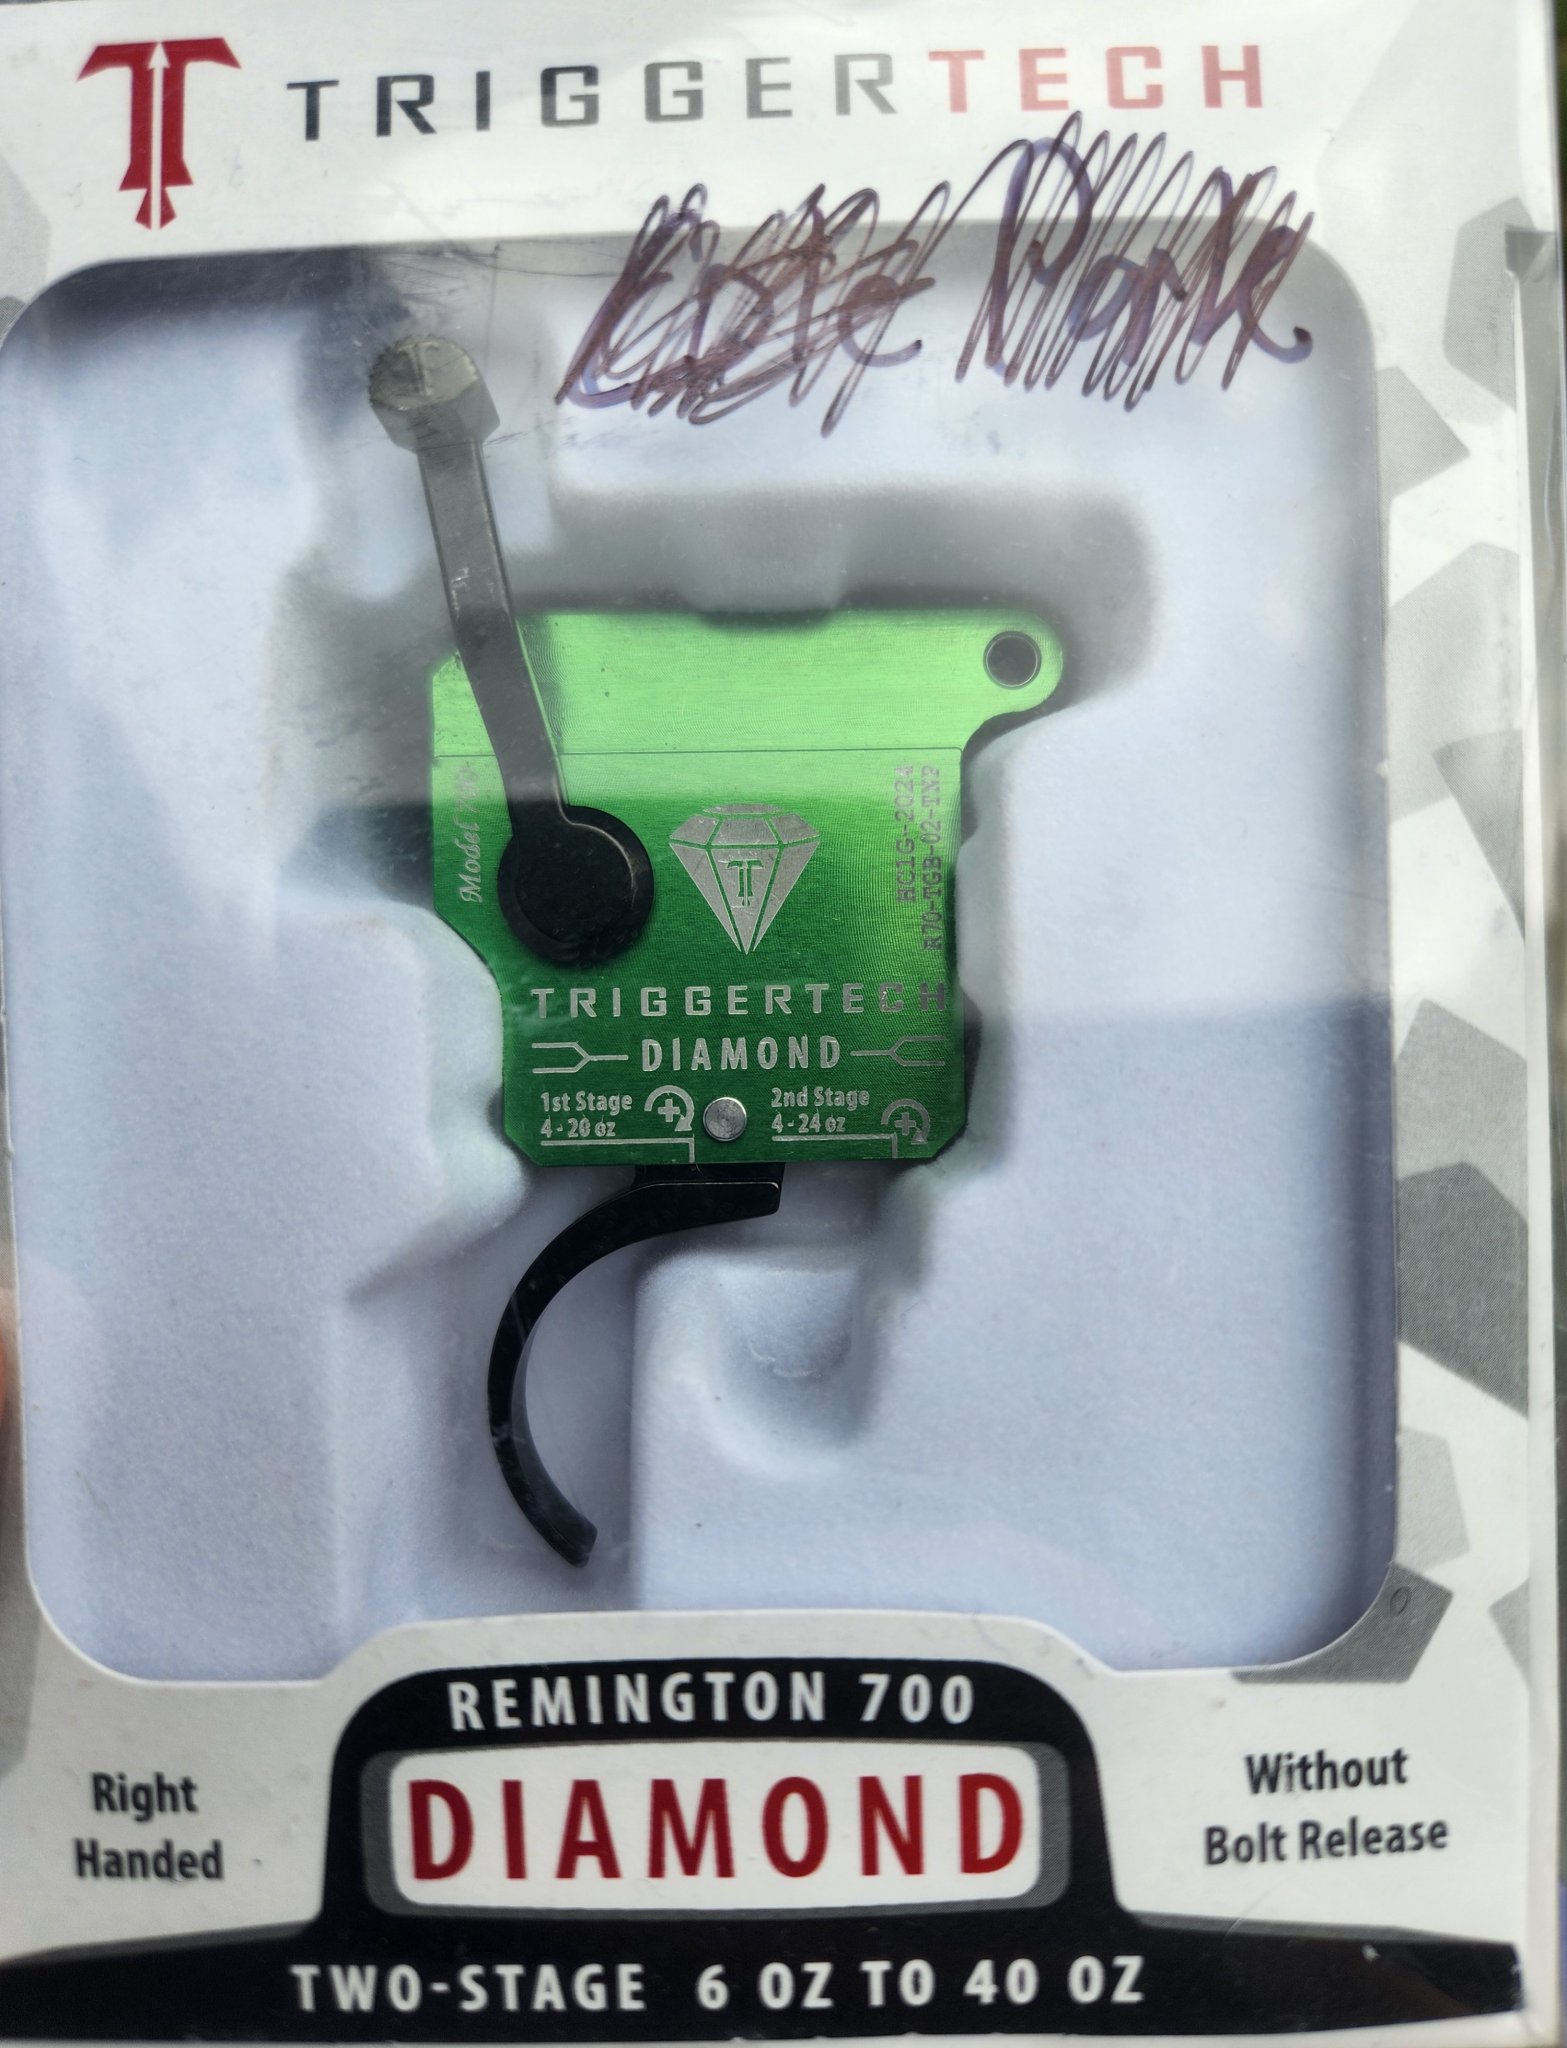 TRIGGERTECH
Model 700
HC1G-2024
R70-TGB-02-TNP
TRIGGERTECH
DIAMOND
1st Stage
4 - 20 oz
2nd Stage
4 - 24 oz
REMINGTON 700
DIAMOND
Right
Handed
Without
Bolt Release
TWO-STAGE 6 OZ TO 40 OZ